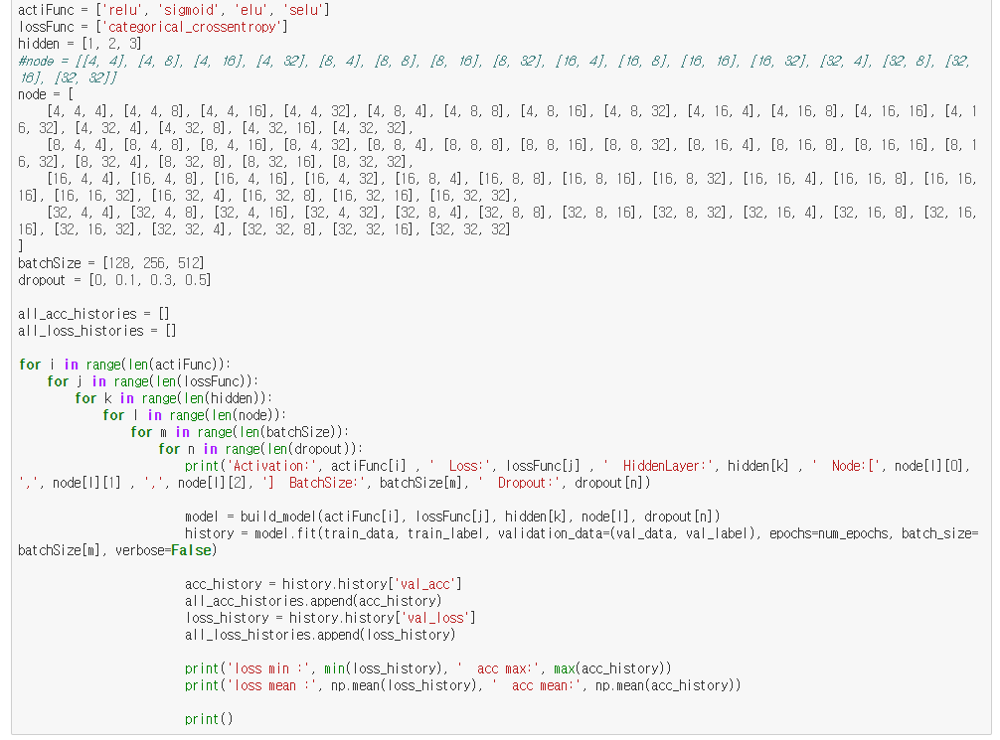 actiFunc = ['relu', 'sigmoid', 'elu', 'selu']
lossFunc = ['categorical_crossentropy']
hidden = [1, 2, 3]
#node = [[4, 4], [4, 8], [4, 16], [4, 32], [8, 4], [8, 8], [8, 16], [8, 32], [16, 4], [16, 8], [16, 16], [16, 32], [32, 4], [32, 8], [32,
16], [32, 32]]
node = [
    [4, 4, 4], [4, 4, 8], [4, 4, 16], [4, 4, 32], [4, 8, 4], [4, 8, 8], [4, 8, 16], [4, 8, 32], [4, 16, 4], [4, 16, 8], [4, 16, 16], [4, 1
6, 32], [4, 32, 4], [4, 32, 8], [4, 32, 16], [4, 32, 32],
    [8, 4, 4], [8, 4, 8], [8, 4, 16], [8, 4, 32], [8, 8, 4], [8, 8, 8], [8, 8, 16], [8, 8, 32], [8, 16, 4], [8, 16, 8], [8, 16, 16], [8, 1
6, 32], [8, 32, 4], [8, 32, 8], [8, 32, 16], [8, 32, 32],
    [16, 4, 4], [16, 4, 8], [16, 4, 16], [16, 4, 32], [16, 8, 4], [16, 8, 8], [16, 8, 16], [16, 8, 32], [16, 16, 4], [16, 16, 8], [16, 16,
16], [16, 16, 32], [16, 32, 4], [16, 32, 8], [16, 32, 16], [16, 32, 32],
    [32, 4, 4], [32, 4, 8], [32, 4, 16], [32, 4, 32], [32, 8, 4], [32, 8, 8], [32, 8, 16], [32, 8, 32], [32, 16, 4], [32, 16, 8], [32, 16,
16], [32, 16, 32], [32, 32, 4], [32, 32, 8], [32, 32, 16], [32, 32, 32]
]
batchSize = [128, 256, 512]
dropout = [0, 0.1, 0.3, 0.5]

all_acc_histories = []
all_loss_histories = []

for i in range(len(actiFunc)):
    for j in range(len(lossFunc)):
        for k in range(len(hidden)):
            for l in range(len(node)):
                for m in range(len(batchSize)):
                    for n in range(len(dropout)):
                        print('Activation:', actiFunc[i] , '  Loss:', lossFunc[j] , '  HiddenLayer:', hidden[k] , '  Node:[', node[l][0],
',', node[l][1] , ',', node[l][2], ']  BatchSize:', batchSize[m], '  Dropout:', dropout[n])

                        model = build_model(actiFunc[i], lossFunc[j], hidden[k], node[l], dropout[n])
                        history = model.fit(train_data, train_label, validation_data=(val_data, val_label), epochs=num_epochs, batch_size=
batchSize[m], verbose=False)

                        acc_history = history.history['val_acc']
                        all_acc_histories.append(acc_history)
                        loss_history = history.history['val_loss']
                        all_loss_histories.append(loss_history)

                        print('loss min :', min(loss_history), '  acc max:', max(acc_history))
                        print('loss mean :', np.mean(loss_history), '  acc mean:', np.mean(acc_history))

                        print()